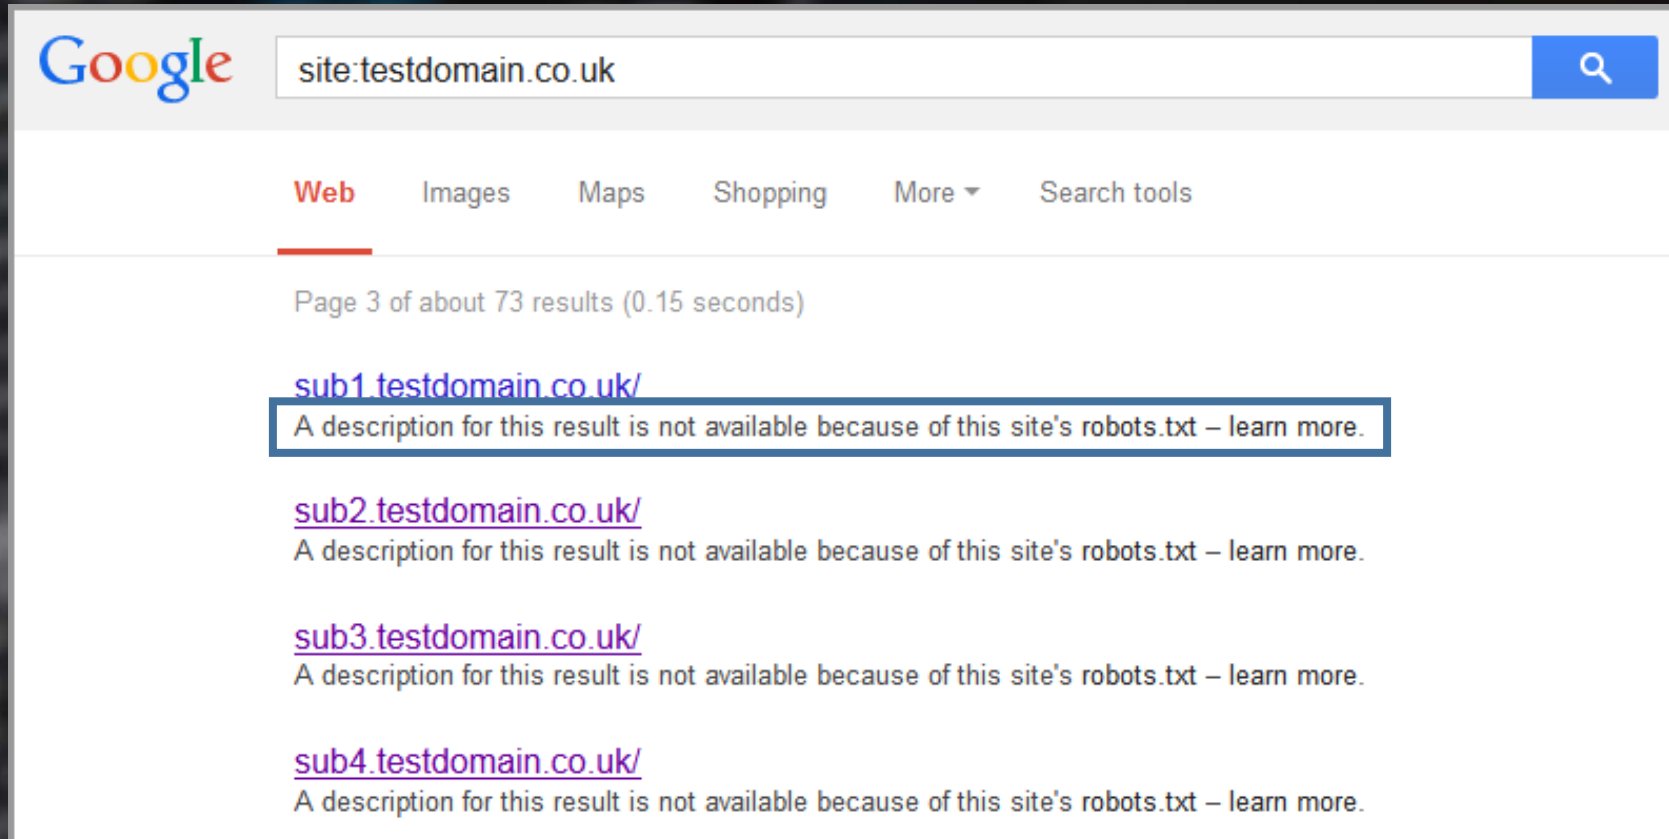 Google
site:testdomain.co.uk
Web Images Maps Shopping More Search tools
Page 3 of about 73 results (0.15 seconds)
sub1.testdomain.co.uk/
A description for this result is not available because of this site's robots.txt – learn more.
sub2.testdomain.co.uk/
A description for this result is not available because of this site's robots.txt – learn more.
sub3.testdomain.co.uk/
A description for this result is not available because of this site's robots.txt – learn more.
sub4.testdomain.co.uk/
A description for this result is not available because of this site's robots.txt – learn more.